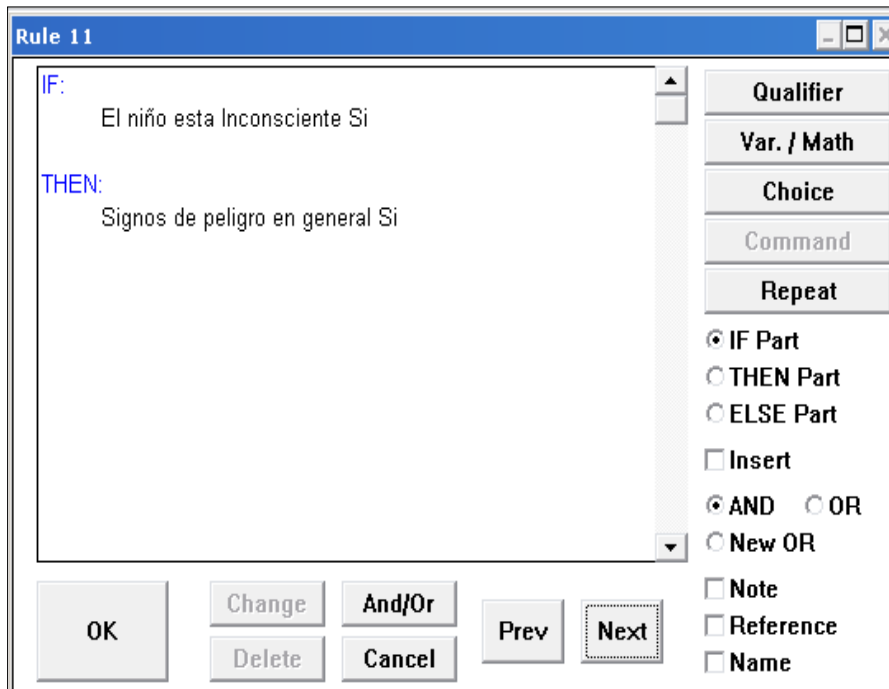 Rule 11
IF:
El niño esta Inconsciente Si
THEN:
Signos de peligro en general Si
Qualifier
Var. / Math
Choice
Command
Repeat
IF Part
THEN Part
ELSE Part
Insert
AND OR
New OR
Note
Reference
Name
OK
Change
And/Or
Delete
Cancel
Prev
Next